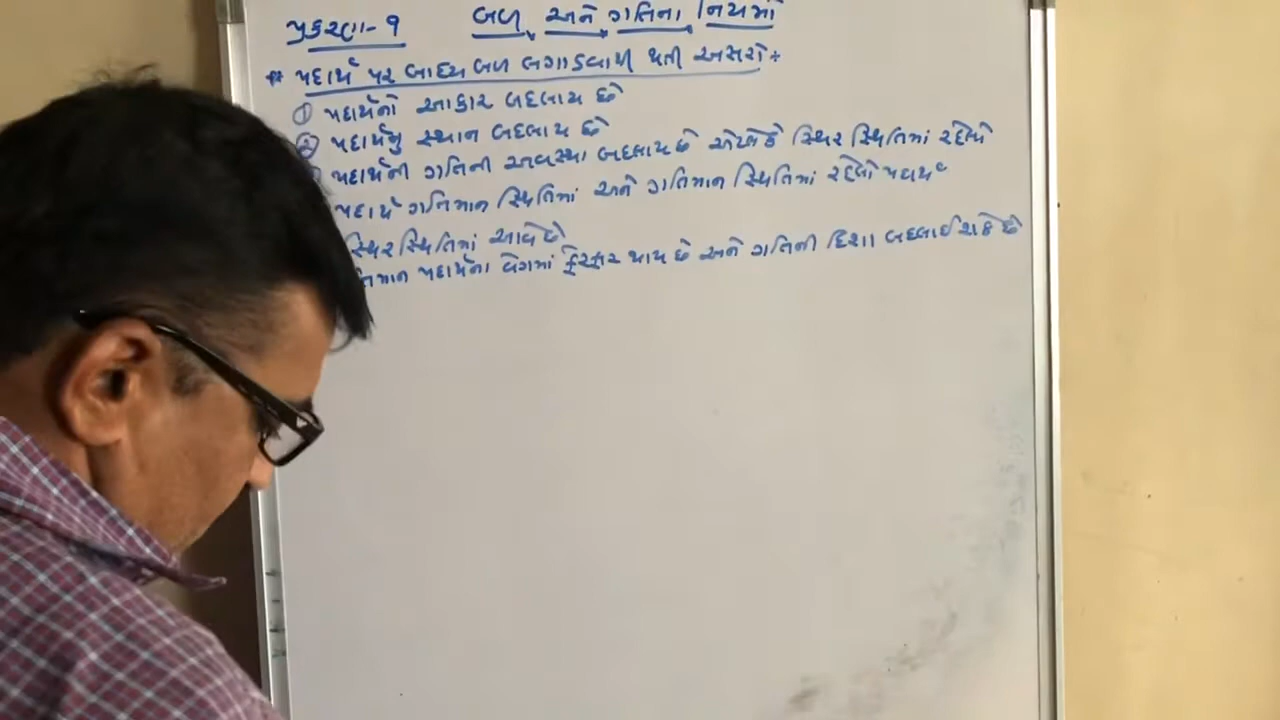 પ્રકરણ-૧ બળ અને ગતિના નિયમો
** પદાર્થ પર બાહ્ય બળ લગાડવાથી થતી અસરો ÷
① પદાર્થનો આકાર બદલાય છે
② પદાર્થનું સ્થાન બદલાય છે
પદાર્થની ગતિની અવસ્થા બદલાય છે એટલે કે સ્થિર સ્થિતિમાં રહેલો
પદાર્થ ગતિમાન સ્થિતિમાં અને ગતિમાન સ્થિતિમાં રહેલો પદાર્થ
સ્થિર સ્થિતિમાં આવે છે
પદાર્થના વેગમાં ફેરફાર થાય છે અને ગતિની દિશા બદલાઈ શકે છે